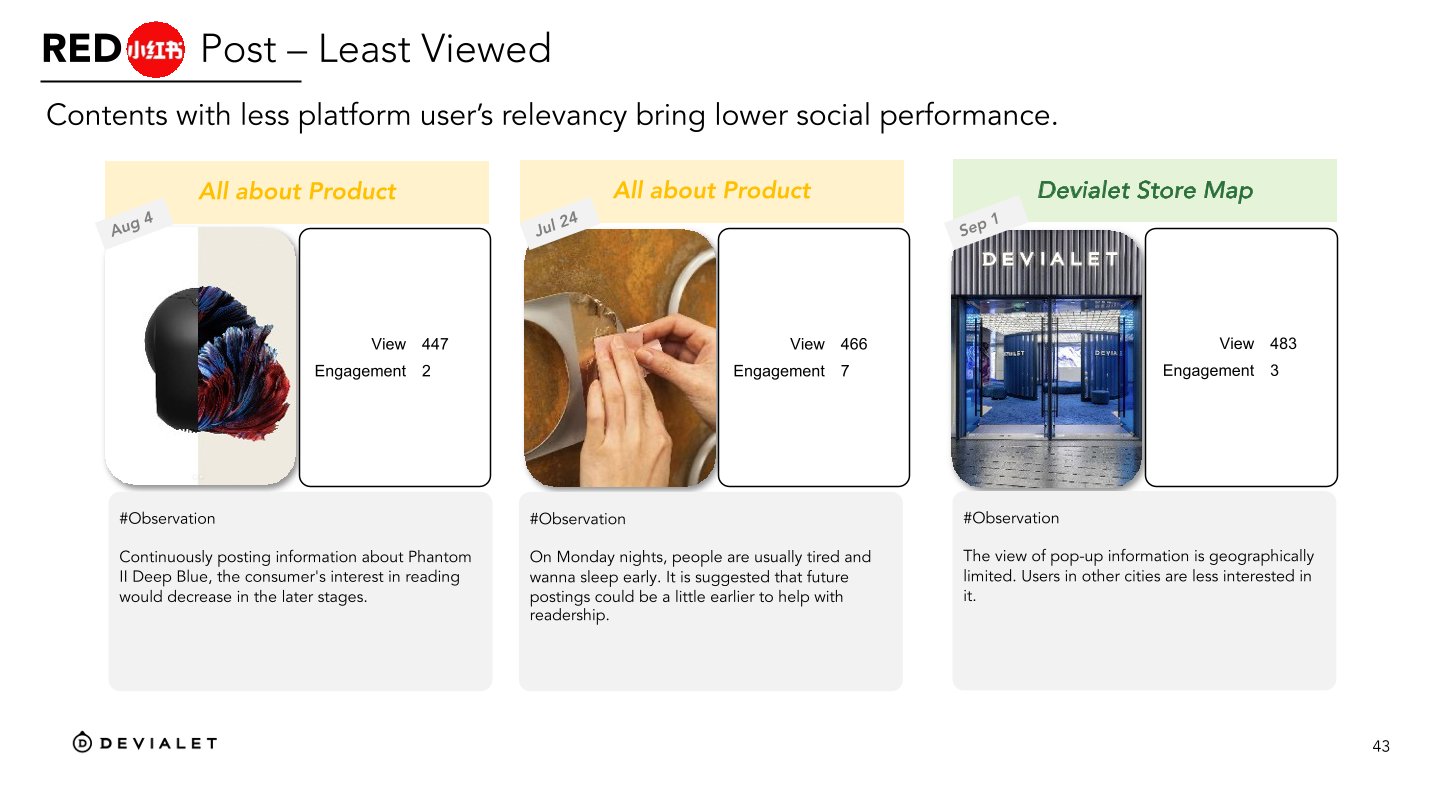 RED 小红书 Post – Least Viewed
Contents with less platform user's relevancy bring lower social performance.
All about Product
Aug 4
View 447
Engagement 2
#Observation
Continuously posting information about Phantom
II Deep Blue, the consumer's interest in reading
would decrease in the later stages.
All about Product
Jul 24
View 466
Engagement 7
#Observation
On Monday nights, people are usually tired and
wanna sleep early. It is suggested that future
postings could be a little earlier to help with
readership.
Devialet Store Map
Sep 1
DEVIALET
View 483
Engagement 3
#Observation
The view of pop-up information is geographically
limited. Users in other cities are less interested in
it.
DEVIALET
43